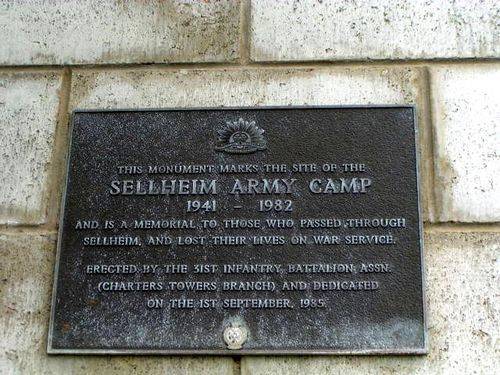 THIS MONUMENT MARKS THE SITE OF THE
SELLHEIM ARMY CAMP
1941 - 1982
AND IS A MEMORIAL TO THOSE WHO PASSED THROUGH
SELLHEIM, AND LOST THEIR LIVES ON WAR SERVICE.
ERECTED BY THE 31ST INFANTRY BATTALION ASSN.
(CHARTERS TOWERS BRANCH) AND DEDICATED
ON THE 1ST SEPTEMBER, 1985.